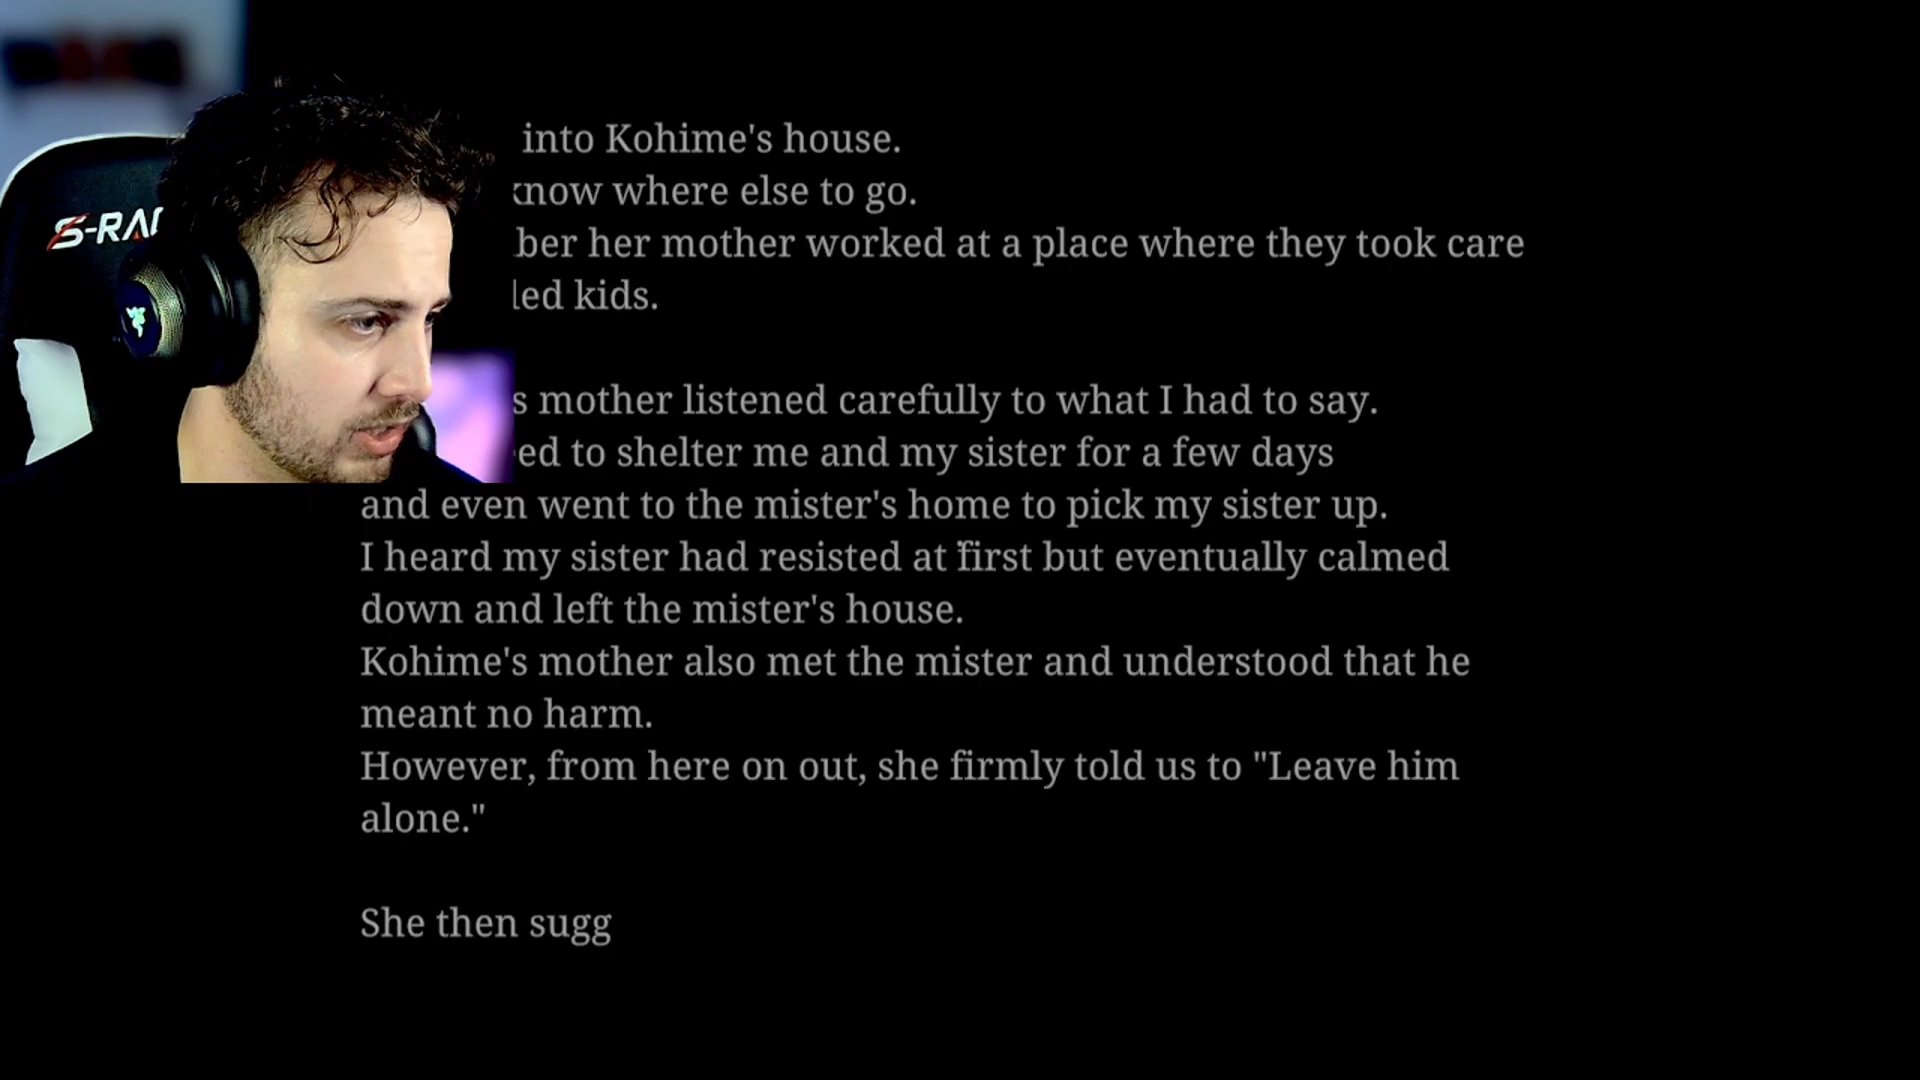 S-RAC
into Kohime's house.
know where else to go.
ber her mother worked at a place where they took care
led kids.
s mother listened carefully to what I had to say.
ed to shelter me and my sister for a few days
and even went to the mister's home to pick my sister up.
I heard my sister had resisted at first but eventually calmed
down and left the mister's house.
Kohime's mother also met the mister and understood that he
meant no harm.
However, from here on out, she firmly told us to "Leave him
alone."
She then sugg